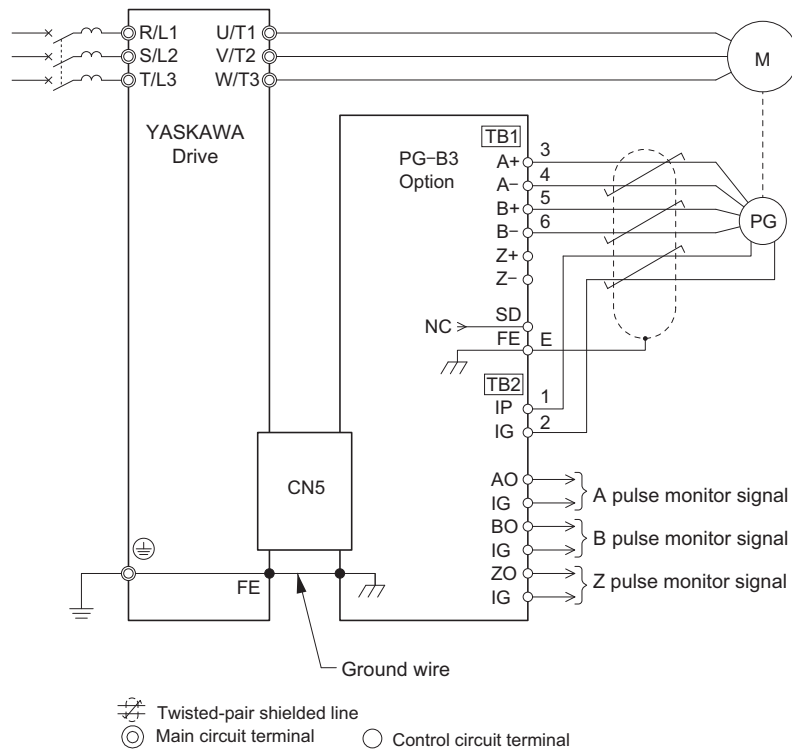 R/L1 U/T1
S/L2 V/T2
T/L3 W/T3
M
YASKAWA
Drive
PG−B3
Option
TB1
A+ 3
A− 4
B+ 5
B− 6
Z+
Z−
PG
NC SD
FE E
TB2
IP 1
IG 2
CN5
AO
IG
A pulse monitor signal
BO
IG
B pulse monitor signal
ZO
IG
Z pulse monitor signal
FE
Ground wire
Twisted-pair shielded line
Main circuit terminal
Control circuit terminal